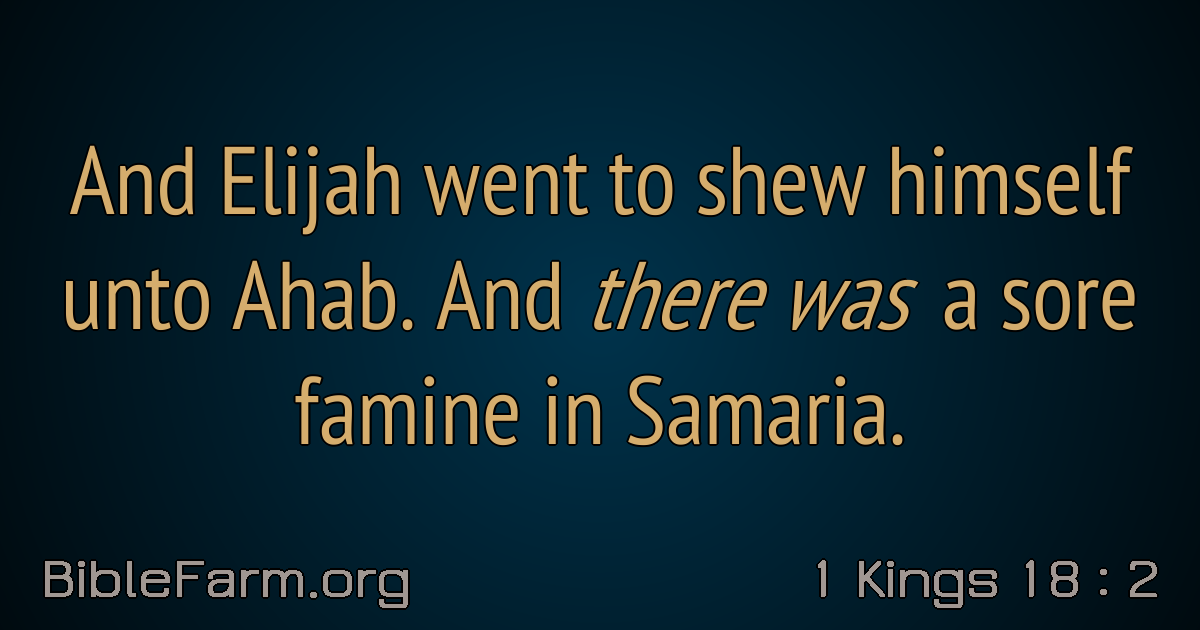 And Elijah went to shew himself
unto Ahab. And there was a sore
famine in Samaria.
BibleFarm.org
1 Kings 18 : 2